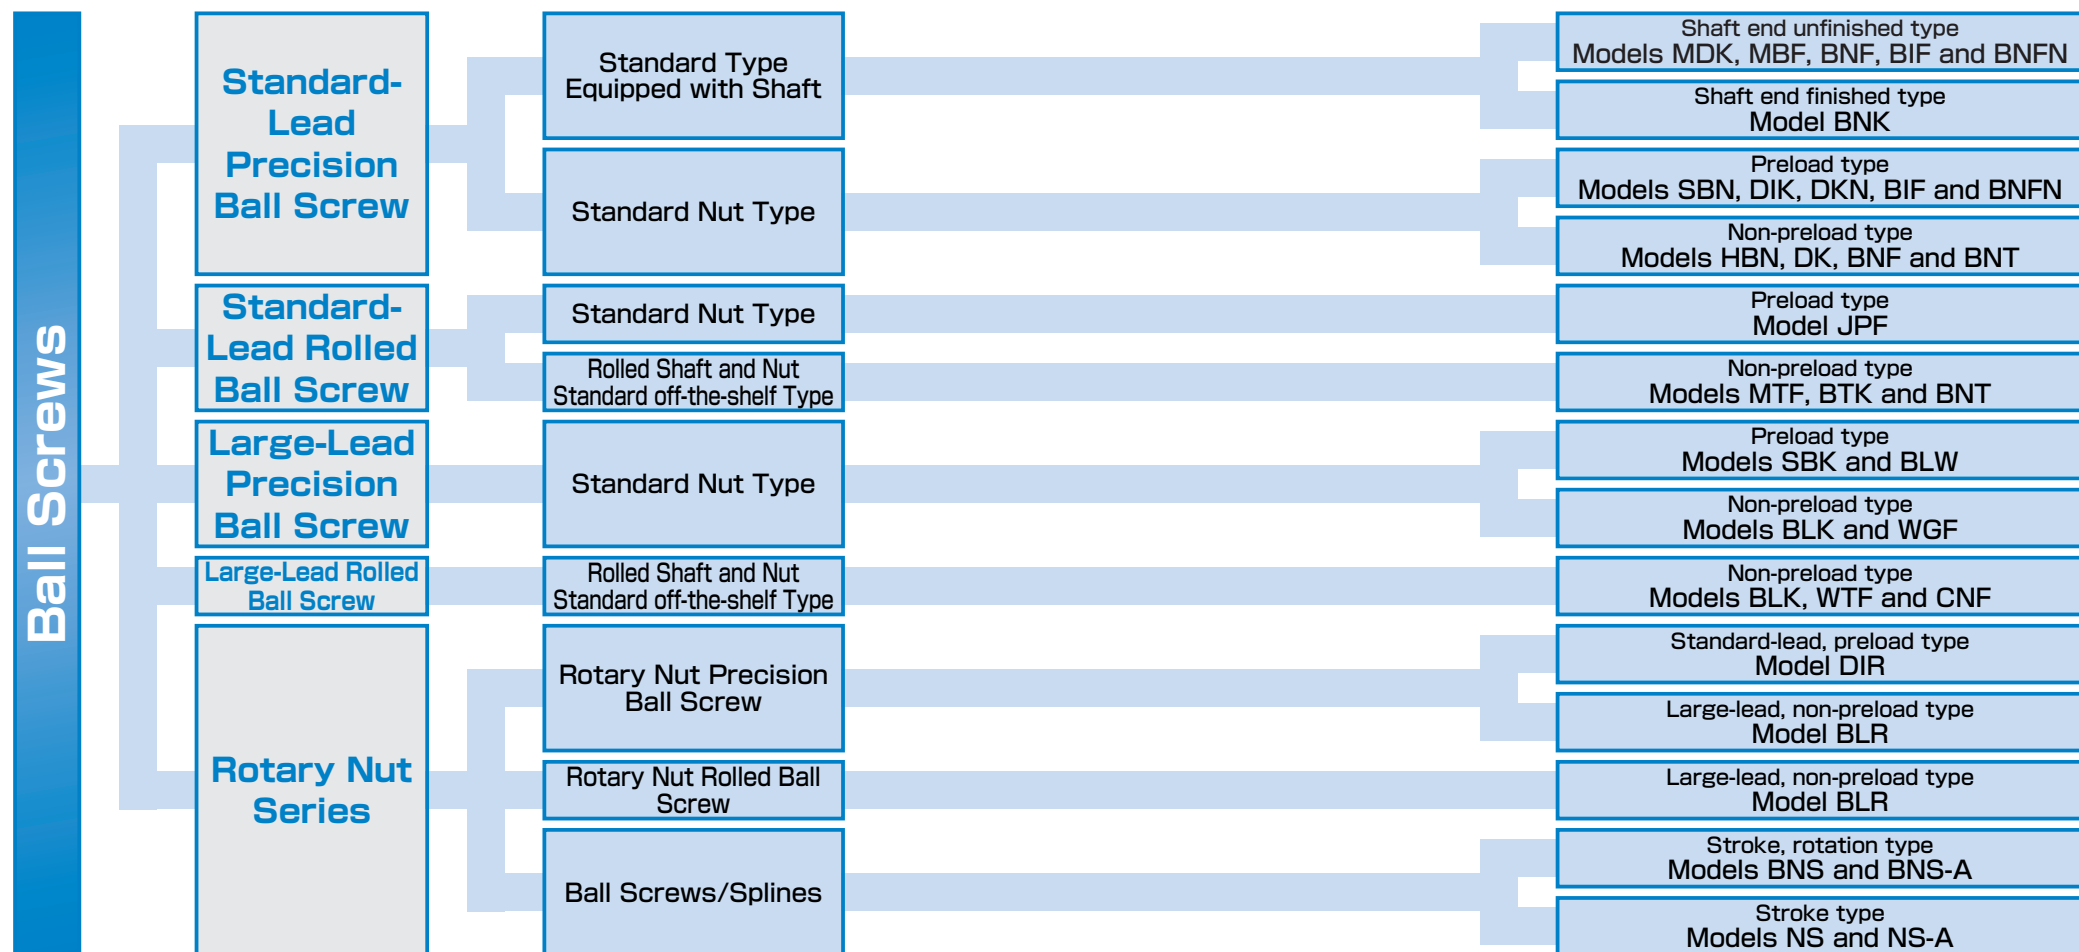 Ball Screws
Standard-
Lead
Precision
Ball Screw
Standard Type
Equipped with Shaft
Shaft end unfinished type
Models MDK, MBF, BNF, BIF and BNFN
Shaft end finished type
Model BNK
Standard Nut Type
Preload type
Models SBN, DIK, DKN, BIF and BNFN
Non-preload type
Models HBN, DK, BNF and BNT
Standard-
Lead Rolled
Ball Screw
Standard Nut Type
Preload type
Model JPF
Rolled Shaft and Nut
Standard off-the-shelf Type
Non-preload type
Models MTF, BTK and BNT
Large-Lead
Precision
Ball Screw
Standard Nut Type
Preload type
Models SBK and BLW
Non-preload type
Models BLK and WGF
Large-Lead Rolled
Ball Screw
Rolled Shaft and Nut
Standard off-the-shelf Type
Non-preload type
Models BLK, WTF and CNF
Rotary Nut
Series
Rotary Nut Precision
Ball Screw
Standard-lead, preload type
Model DIR
Large-lead, non-preload type
Model BLR
Rotary Nut Rolled Ball
Screw
Large-lead, non-preload type
Model BLR
Ball Screws/Splines
Stroke, rotation type
Models BNS and BNS-A
Stroke type
Models NS and NS-A